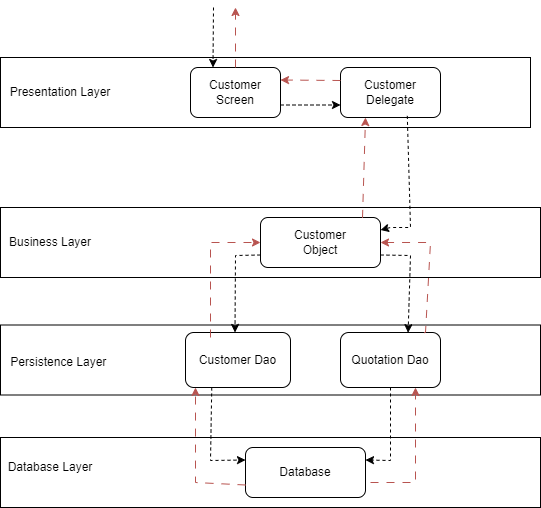 Presentation Layer
Customer
Screen
Customer
Delegate
Business Layer
Customer
Object
Persistence Layer
Customer Dao
Quotation Dao
Database Layer
Database